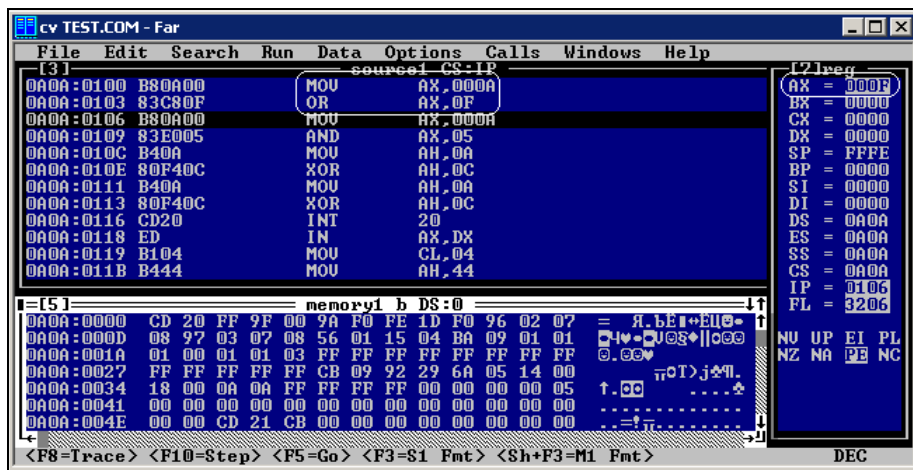 cv TEST.COM - Far
File Edit Search Run Data Options Calls Windows Help
[3] source1 CS:IP
0A0A:0100 B80A00 MOV AX,000A
0A0A:0103 83C80F OR AX,0F
0A0A:0106 B80A00 MOV AX,000A
0A0A:0109 83E005 AND AX,05
0A0A:010C B40A MOV AH,0A
0A0A:010E 80F40C XOR AH,0C
0A0A:0111 B40A MOV AH,0A
0A0A:0113 80F40C XOR AH,0C
0A0A:0116 CD20 INT 20
0A0A:0118 ED IN AX,DX
0A0A:0119 B104 MOV CL,04
0A0A:011B B444 MOV AH,44
[7]reg
AX = 000F
BX = 0000
CX = 0000
DX = 0000
SP = FFFE
BP = 0000
SI = 0000
DI = 0000
DS = 0A0A
ES = 0A0A
SS = 0A0A
CS = 0A0A
IP = 0106
FL = 3206
NV UP EI PL
NZ NA PE NC
[5] memory1 b DS:0
0A0A:0000 CD 20 FF 9F 00 9A F0 FE 1D F0 96 02 07
0A0A:000D 08 97 03 07 08 56 01 15 04 BA 09 01 01
0A0A:001A 01 00 01 01 03 FF FF FF FF FF FF FF FF
0A0A:0027 FF FF FF FF FF CB 09 92 29 6A 05 14 00
0A0A:0034 18 00 0A 0A FF FF FF FF 00 00 00 00 05
0A0A:0041 00 00 00 00 00 00 00 00 00 00 00 00 00
0A0A:004E 00 00 CD 21 CB 00 00 00 00 00 00 00 00
<F8=Trace> <F10=Step> <F5=Go> <F3=S1 Fmt> <Sh+F3=M1 Fmt> DEC